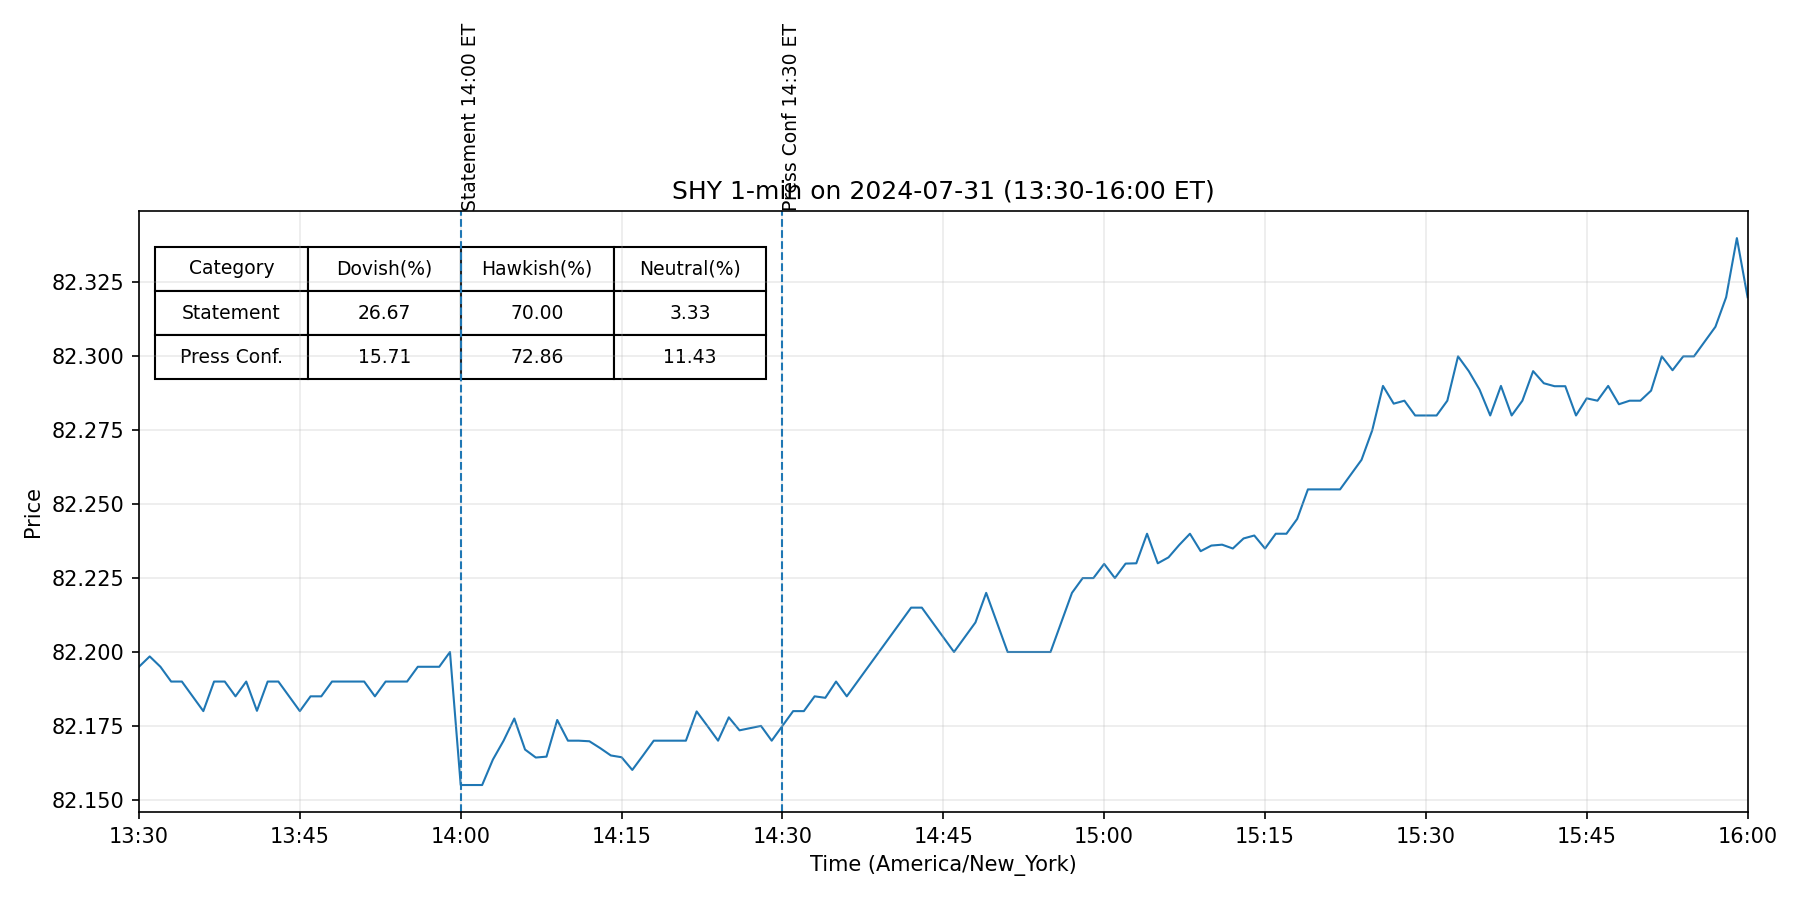 Statement 14:00 ET
Press Conf 14:30 ET
SHY 1-min on 2024-07-31 (13:30-16:00 ET)
Category Dovish(%) Hawkish(%) Neutral(%)
Statement 26.67 70.00 3.33
Press Conf. 15.71 72.86 11.43
Price
82.325
82.300
82.275
82.250
82.225
82.200
82.175
82.150
13:30 13:45 14:00 14:15 14:30 14:45 15:00 15:15 15:30 15:45 16:00
Time (America/New_York)